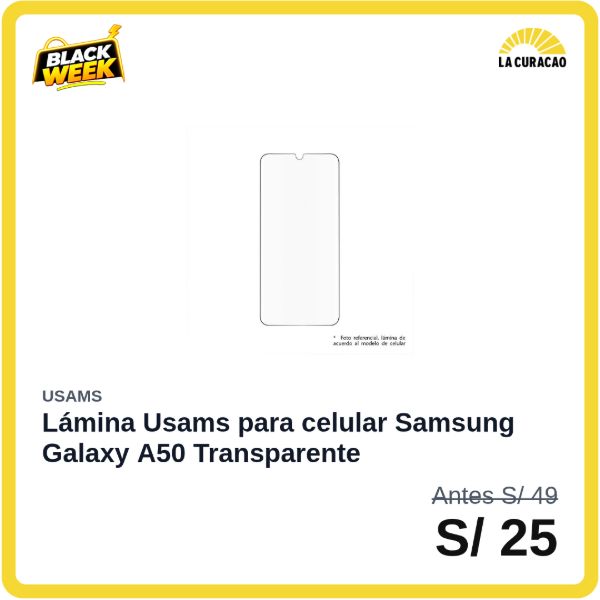 BLACK
WEEK
LA CURACAO
* Foto referencial, lámina de
acuerdo al modelo de celular
USAMS
Lámina Usams para celular Samsung
Galaxy A50 Transparente
Antes S/ 49
S/ 25